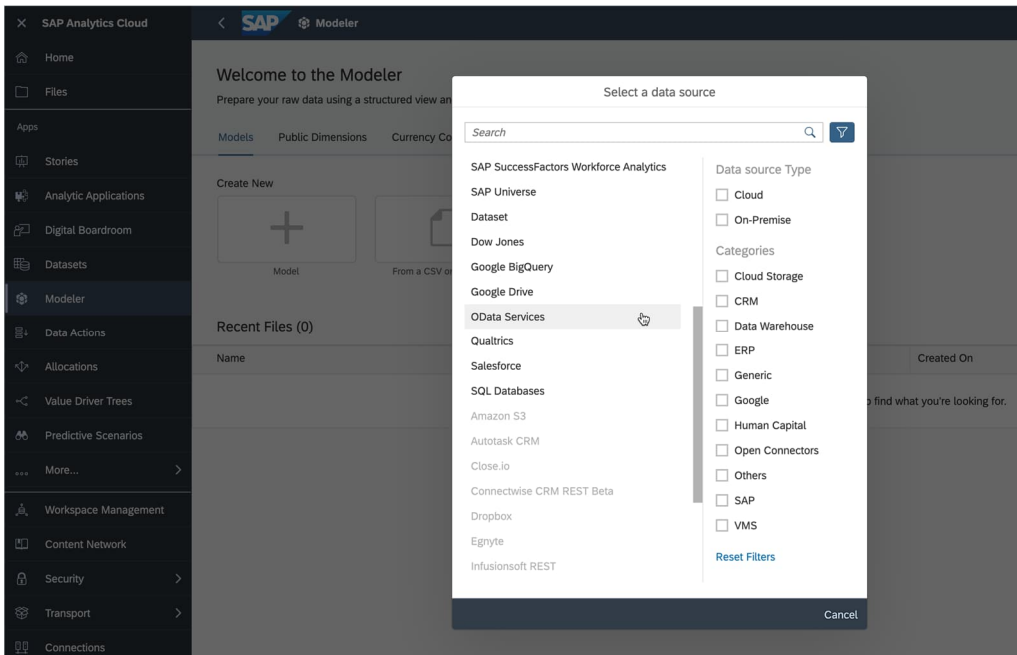 SAP Analytics Cloud
SAP Modeler
Home
Files
Apps
Stories
Analytic Applications
Digital Boardroom
Datasets
Modeler
Data Actions
Allocations
Value Driver Trees
Predictive Scenarios
More...
Workspace Management
Content Network
Security
Transport
Connections
Welcome to the Modeler
Prepare your raw data using a structured view an
Models Public Dimensions Currency Co
Create New
Model
From a CSV or
Recent Files (0)
Name
Created On
find what you're looking for.
Select a data source
Search
SAP SuccessFactors Workforce Analytics
SAP Universe
Dataset
Dow Jones
Google BigQuery
Google Drive
OData Services
Qualtrics
Salesforce
SQL Databases
Amazon S3
Autotask CRM
Close.io
Connectwise CRM REST Beta
Dropbox
Egnyte
Infusionsoft REST
Data source Type
Cloud
On-Premise
Categories
Cloud Storage
CRM
Data Warehouse
ERP
Generic
Google
Human Capital
Open Connectors
Others
SAP
VMS
Reset Filters
Cancel